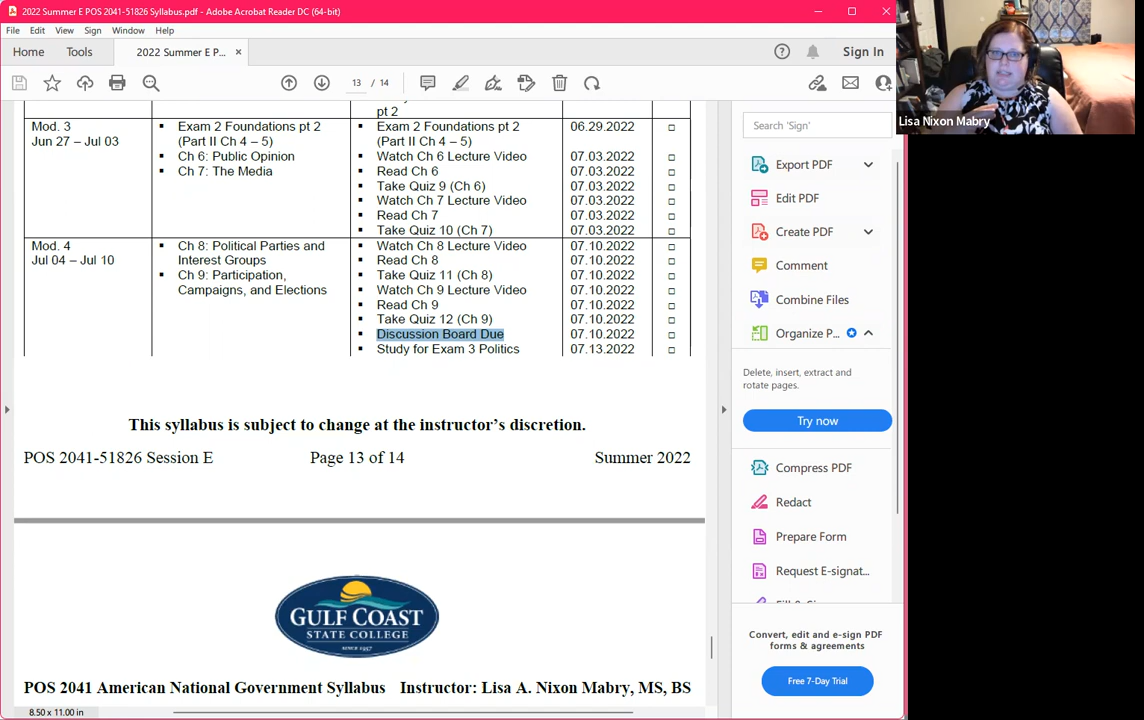 2022 Summer E POS 2041-51826 Syllabus.pdf - Adobe Acrobat Reader DC (64-bit)
File Edit View Sign Window Help
Home Tools 2022 Summer E P... × Sign In
13 / 14
Lisa Nixon Mabry
pt 2
Mod. 3
Jun 27 – Jul 03
▪ Exam 2 Foundations pt 2
(Part II Ch 4 – 5)
▪ Ch 6: Public Opinion
▪ Ch 7: The Media
▪ Exam 2 Foundations pt 2 06.29.2022
(Part II Ch 4 – 5)
▪ Watch Ch 6 Lecture Video 07.03.2022
▪ Read Ch 6 07.03.2022
▪ Take Quiz 9 (Ch 6) 07.03.2022
▪ Watch Ch 7 Lecture Video 07.03.2022
▪ Read Ch 7 07.03.2022
▪ Take Quiz 10 (Ch 7) 07.03.2022
Mod. 4
Jul 04 – Jul 10
▪ Ch 8: Political Parties and
Interest Groups
▪ Ch 9: Participation,
Campaigns, and Elections
▪ Watch Ch 8 Lecture Video 07.10.2022
▪ Read Ch 8 07.10.2022
▪ Take Quiz 11 (Ch 8) 07.10.2022
▪ Watch Ch 9 Lecture Video 07.10.2022
▪ Read Ch 9 07.10.2022
▪ Take Quiz 12 (Ch 9) 07.10.2022
▪ Discussion Board Due 07.10.2022
▪ Study for Exam 3 Politics 07.13.2022
This syllabus is subject to change at the instructor's discretion.
POS 2041-51826 Session E Page 13 of 14 Summer 2022
GULF COAST
STATE COLLEGE
SINCE 1957
POS 2041 American National Government Syllabus Instructor: Lisa A. Nixon Mabry, MS, BS
8.50 x 11.00 in
Search 'Sign'
Export PDF
Edit PDF
Create PDF
Comment
Combine Files
Organize P...
Delete, insert, extract and
rotate pages.
Try now
Compress PDF
Redact
Prepare Form
Request E-signat...
Convert, edit and e-sign PDF
forms & agreements
Free 7-Day Trial